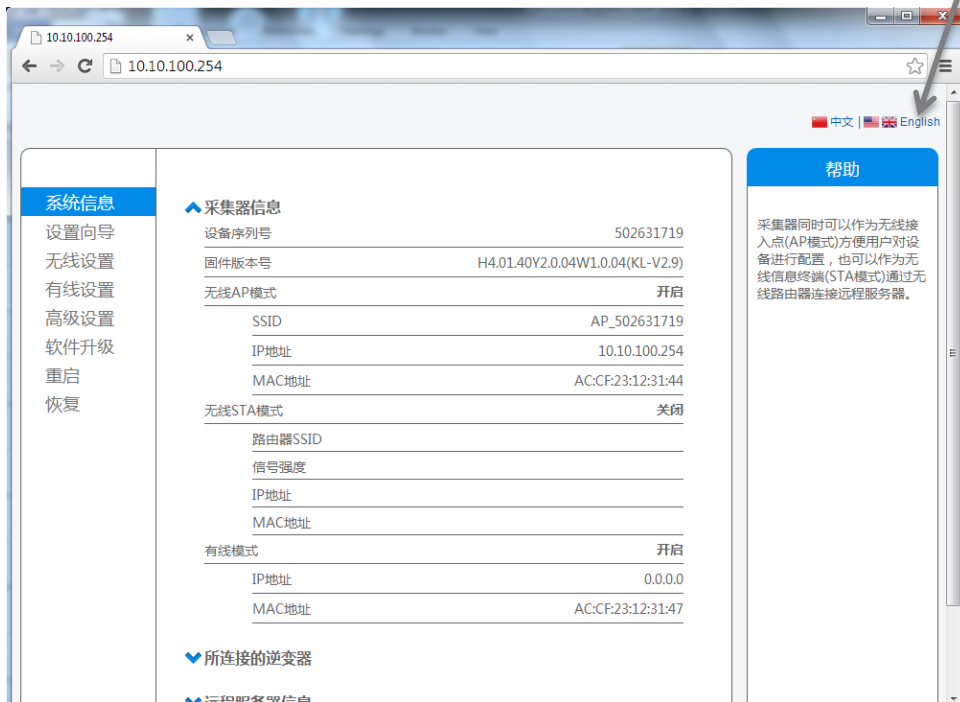 10.10.100.254
10.10.100.254
中文 | English
系统信息
设置向导
无线设置
有线设置
高级设置
软件升级
重启
恢复
采集器信息
设备序列号 502631719
固件版本号 H4.01.40Y2.0.04W1.0.04(KL-V2.9)
无线AP模式 开启
SSID AP_502631719
IP地址 10.10.100.254
MAC地址 AC:CF:23:12:31:44
无线STA模式 关闭
路由器SSID
信号强度
IP地址
MAC地址
有线模式 开启
IP地址 0.0.0.0
MAC地址 AC:CF:23:12:31:47
所连接的逆变器
远程服务器信息
帮助
采集器同时可以作为无线接
入点(AP模式)方便用户对设
备进行配置，也可以作为无
线信息终端(STA模式)通过无
线路由器连接远程服务器。